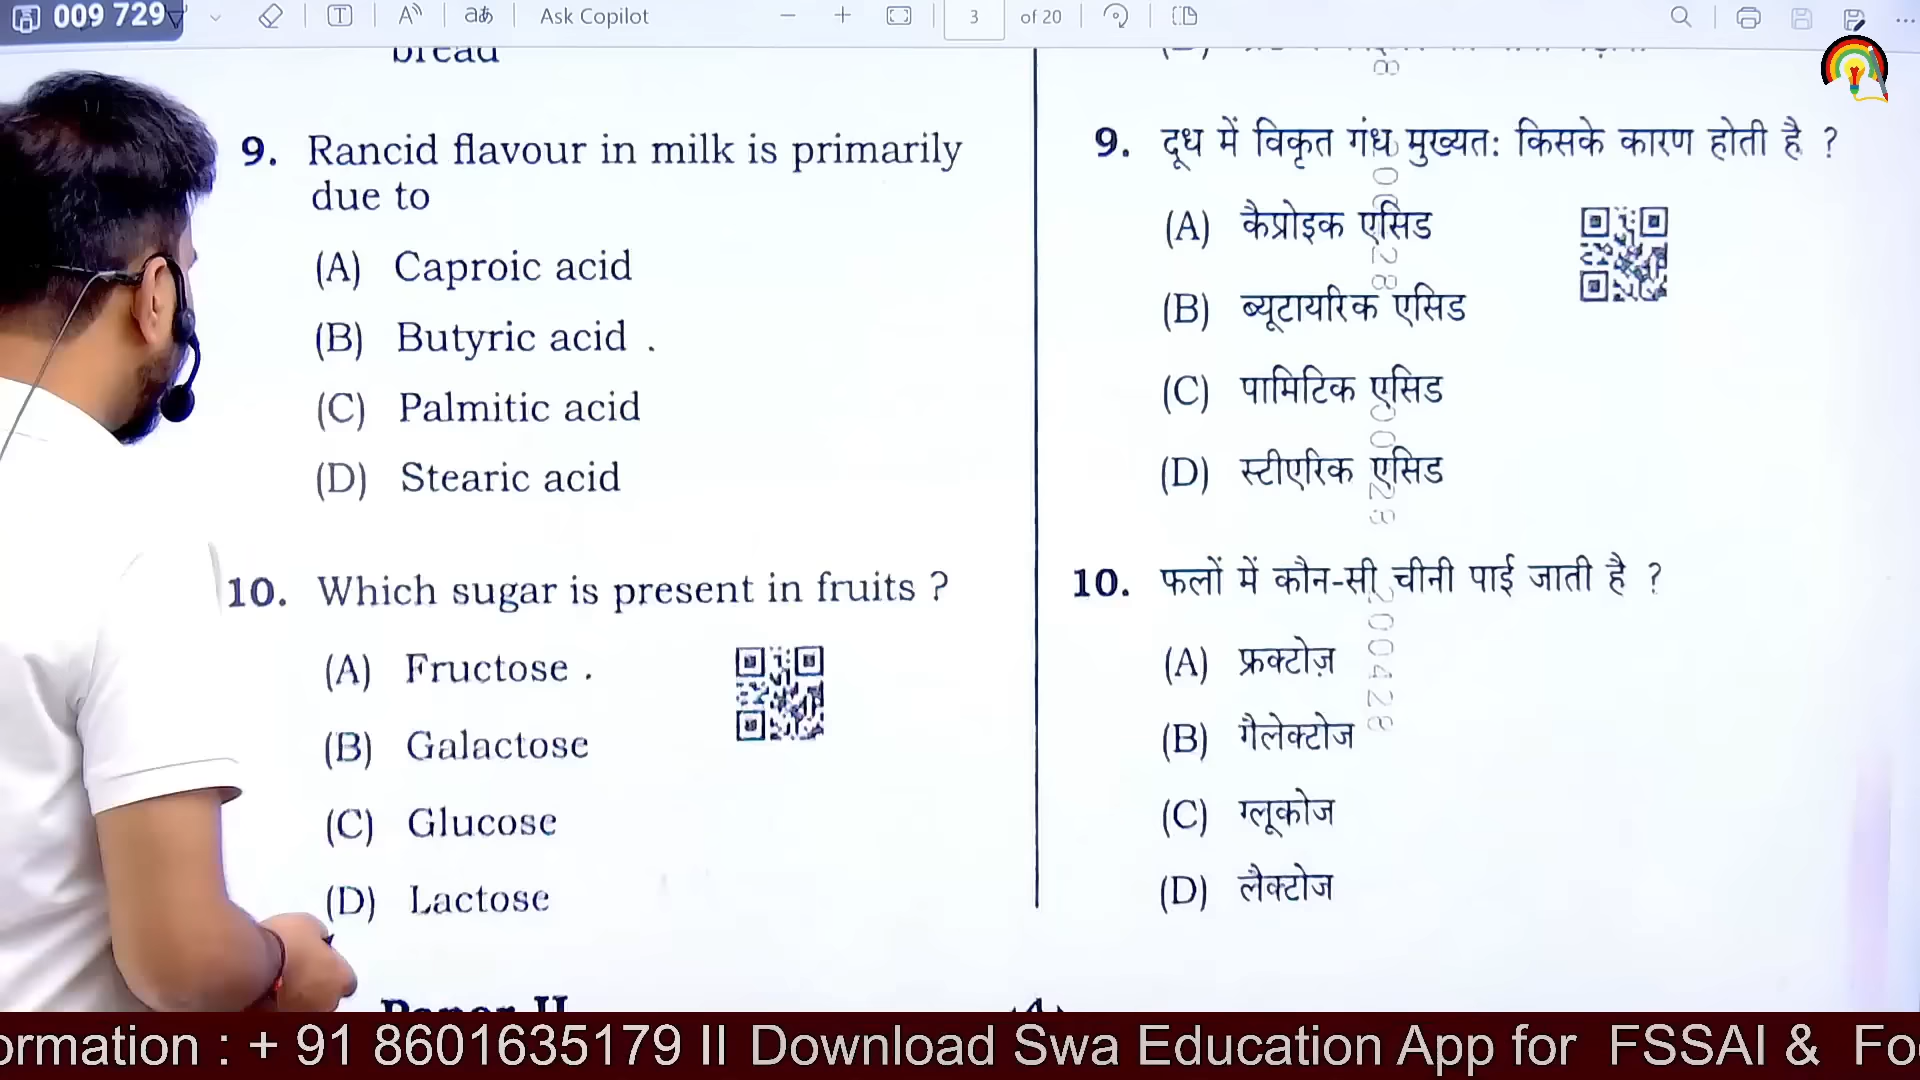 009 729
Ask Copilot
3 of 20
bread
9. Rancid flavour in milk is primarily
due to
(A) Caproic acid
(B) Butyric acid .
(C) Palmitic acid
(D) Stearic acid
10. Which sugar is present in fruits ?
(A) Fructose .
(B) Galactose
(C) Glucose
(D) Lactose
9. दूध में विकृत गंध मुख्यत: किसके कारण होती है ?
(A) कैप्रोइक एसिड
(B) ब्यूटायरिक एसिड
(C) पामिटिक एसिड
(D) स्टीएरिक एसिड
10. फलों में कौन-सी चीनी पाई जाती है ?
(A) फ्रक्टोज़
(B) गैलेक्टोज
(C) ग्लूकोज
(D) लैक्टोज
Paper II
ormation : + 91 8601635179 II Download Swa Education App for FSSAI & Fo